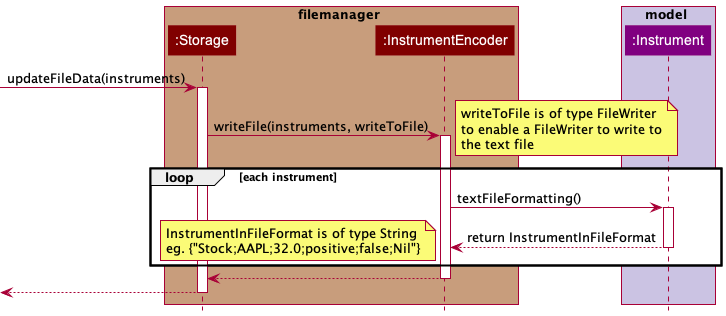 filemanager
model
:Storage
:InstrumentEncoder
:Instrument
updateFileData(instruments)
writeFile(instruments, writeToFile)
writeToFile is of type FileWriter
to enable a FileWriter to write to
the text file
loop
[each instrument]
textFileFormatting()
InstrumentInFileFormat is of type String
eg. {"Stock;AAPL;32.0;positive;false;Nil"}
return InstrumentInFileFormat